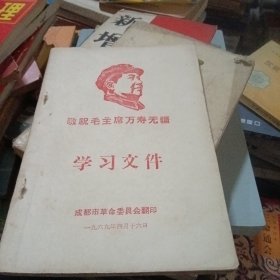 敬祝毛主席万寿无疆
学习文件
成都市革命委员会翻印
一九六九年四月十六日